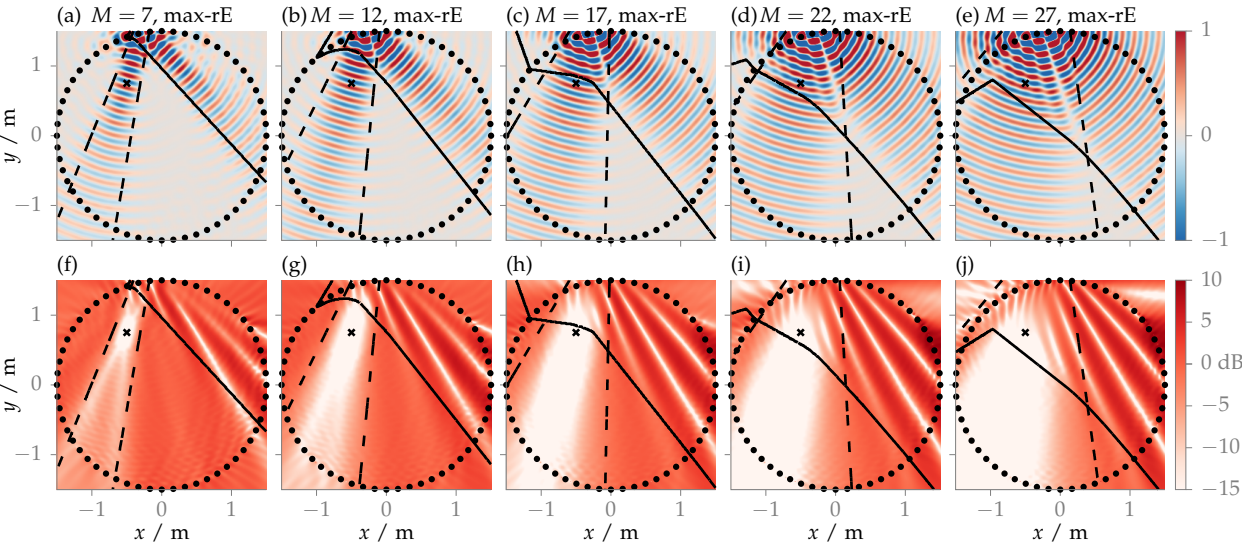 (a) M = 7, max-rE
(b) M = 12, max-rE
(c) M = 17, max-rE
(d) M = 22, max-rE
(e) M = 27, max-rE
1
0
−1
y / m
1
0
−1
(f)
(g)
(h)
(i)
(j)
1
0
−1
y / m
10
5
0 dB
−5
−10
−15
−1 0 1
−1 0 1
−1 0 1
−1 0 1
−1 0 1
x / m
x / m
x / m
x / m
x / m